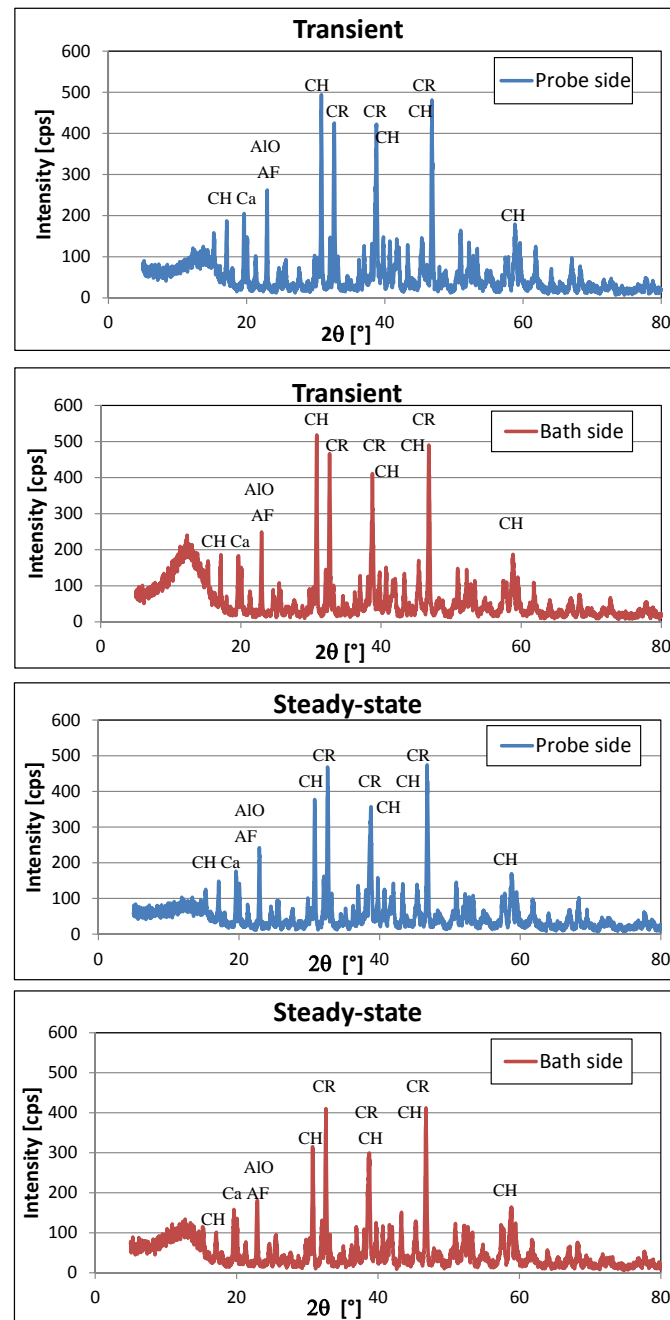 Transient
600
Probe side
CR
CH
500
CR
CR
CH
CH
400
AlO
300
AF
CH Ca
200
CH
100
0
0
20
40
60
80
Intensity [cps]
2θ [°]
Transient
600
CR
CH
Bath side
500
CR
CR
CH
CH
400
AlO
300
AF
CH
CH Ca
200
100
0
0
20
40
60
80
Intensity [cps]
2θ [°]
Steady-state
600
Probe side
CR
CR
500
CH
CR
CH
400
CH
AlO
300
AF
CH Ca
CH
200
100
0
0
20
40
60
80
Intensity [cps]
2θ [°]
Steady-state
600
Bath side
500
CR
CR
400
CR
CH
CH
CH
300
AlO
Ca AF
CH
200
CH
100
0
0
20
40
60
80
Intensity [cps]
2θ [°]